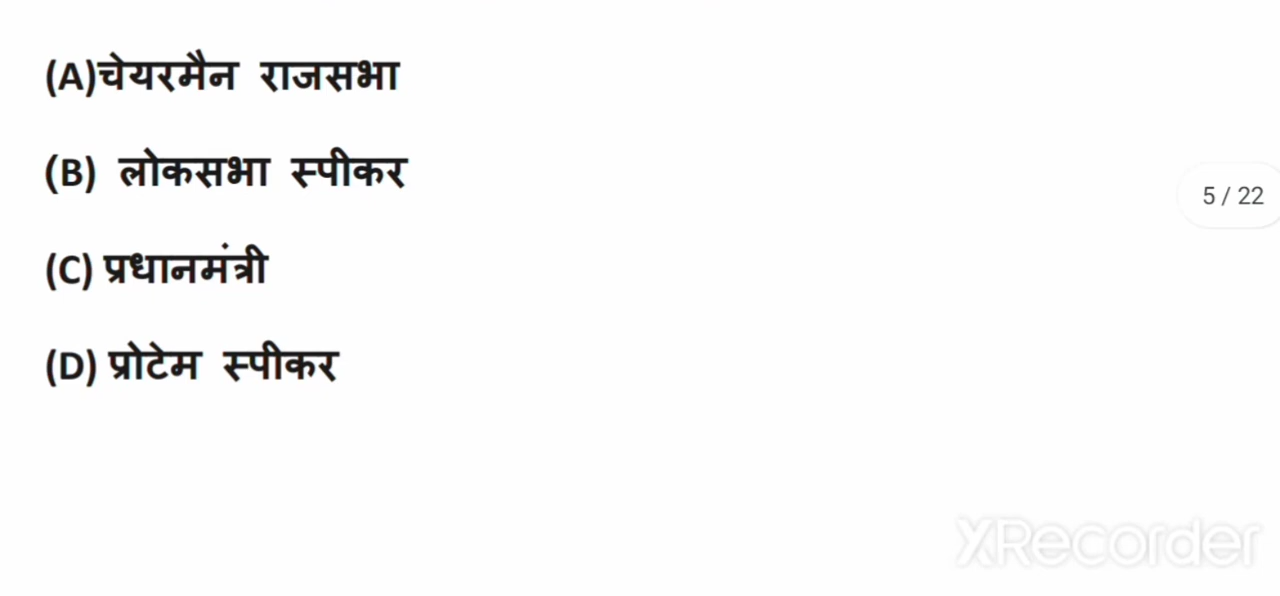 (A)चेयरमैन राजसभा
(B) लोकसभा स्पीकर
5 / 22
(C) प्रधानमंत्री
(D) प्रोटेम स्पीकर
XRecorder